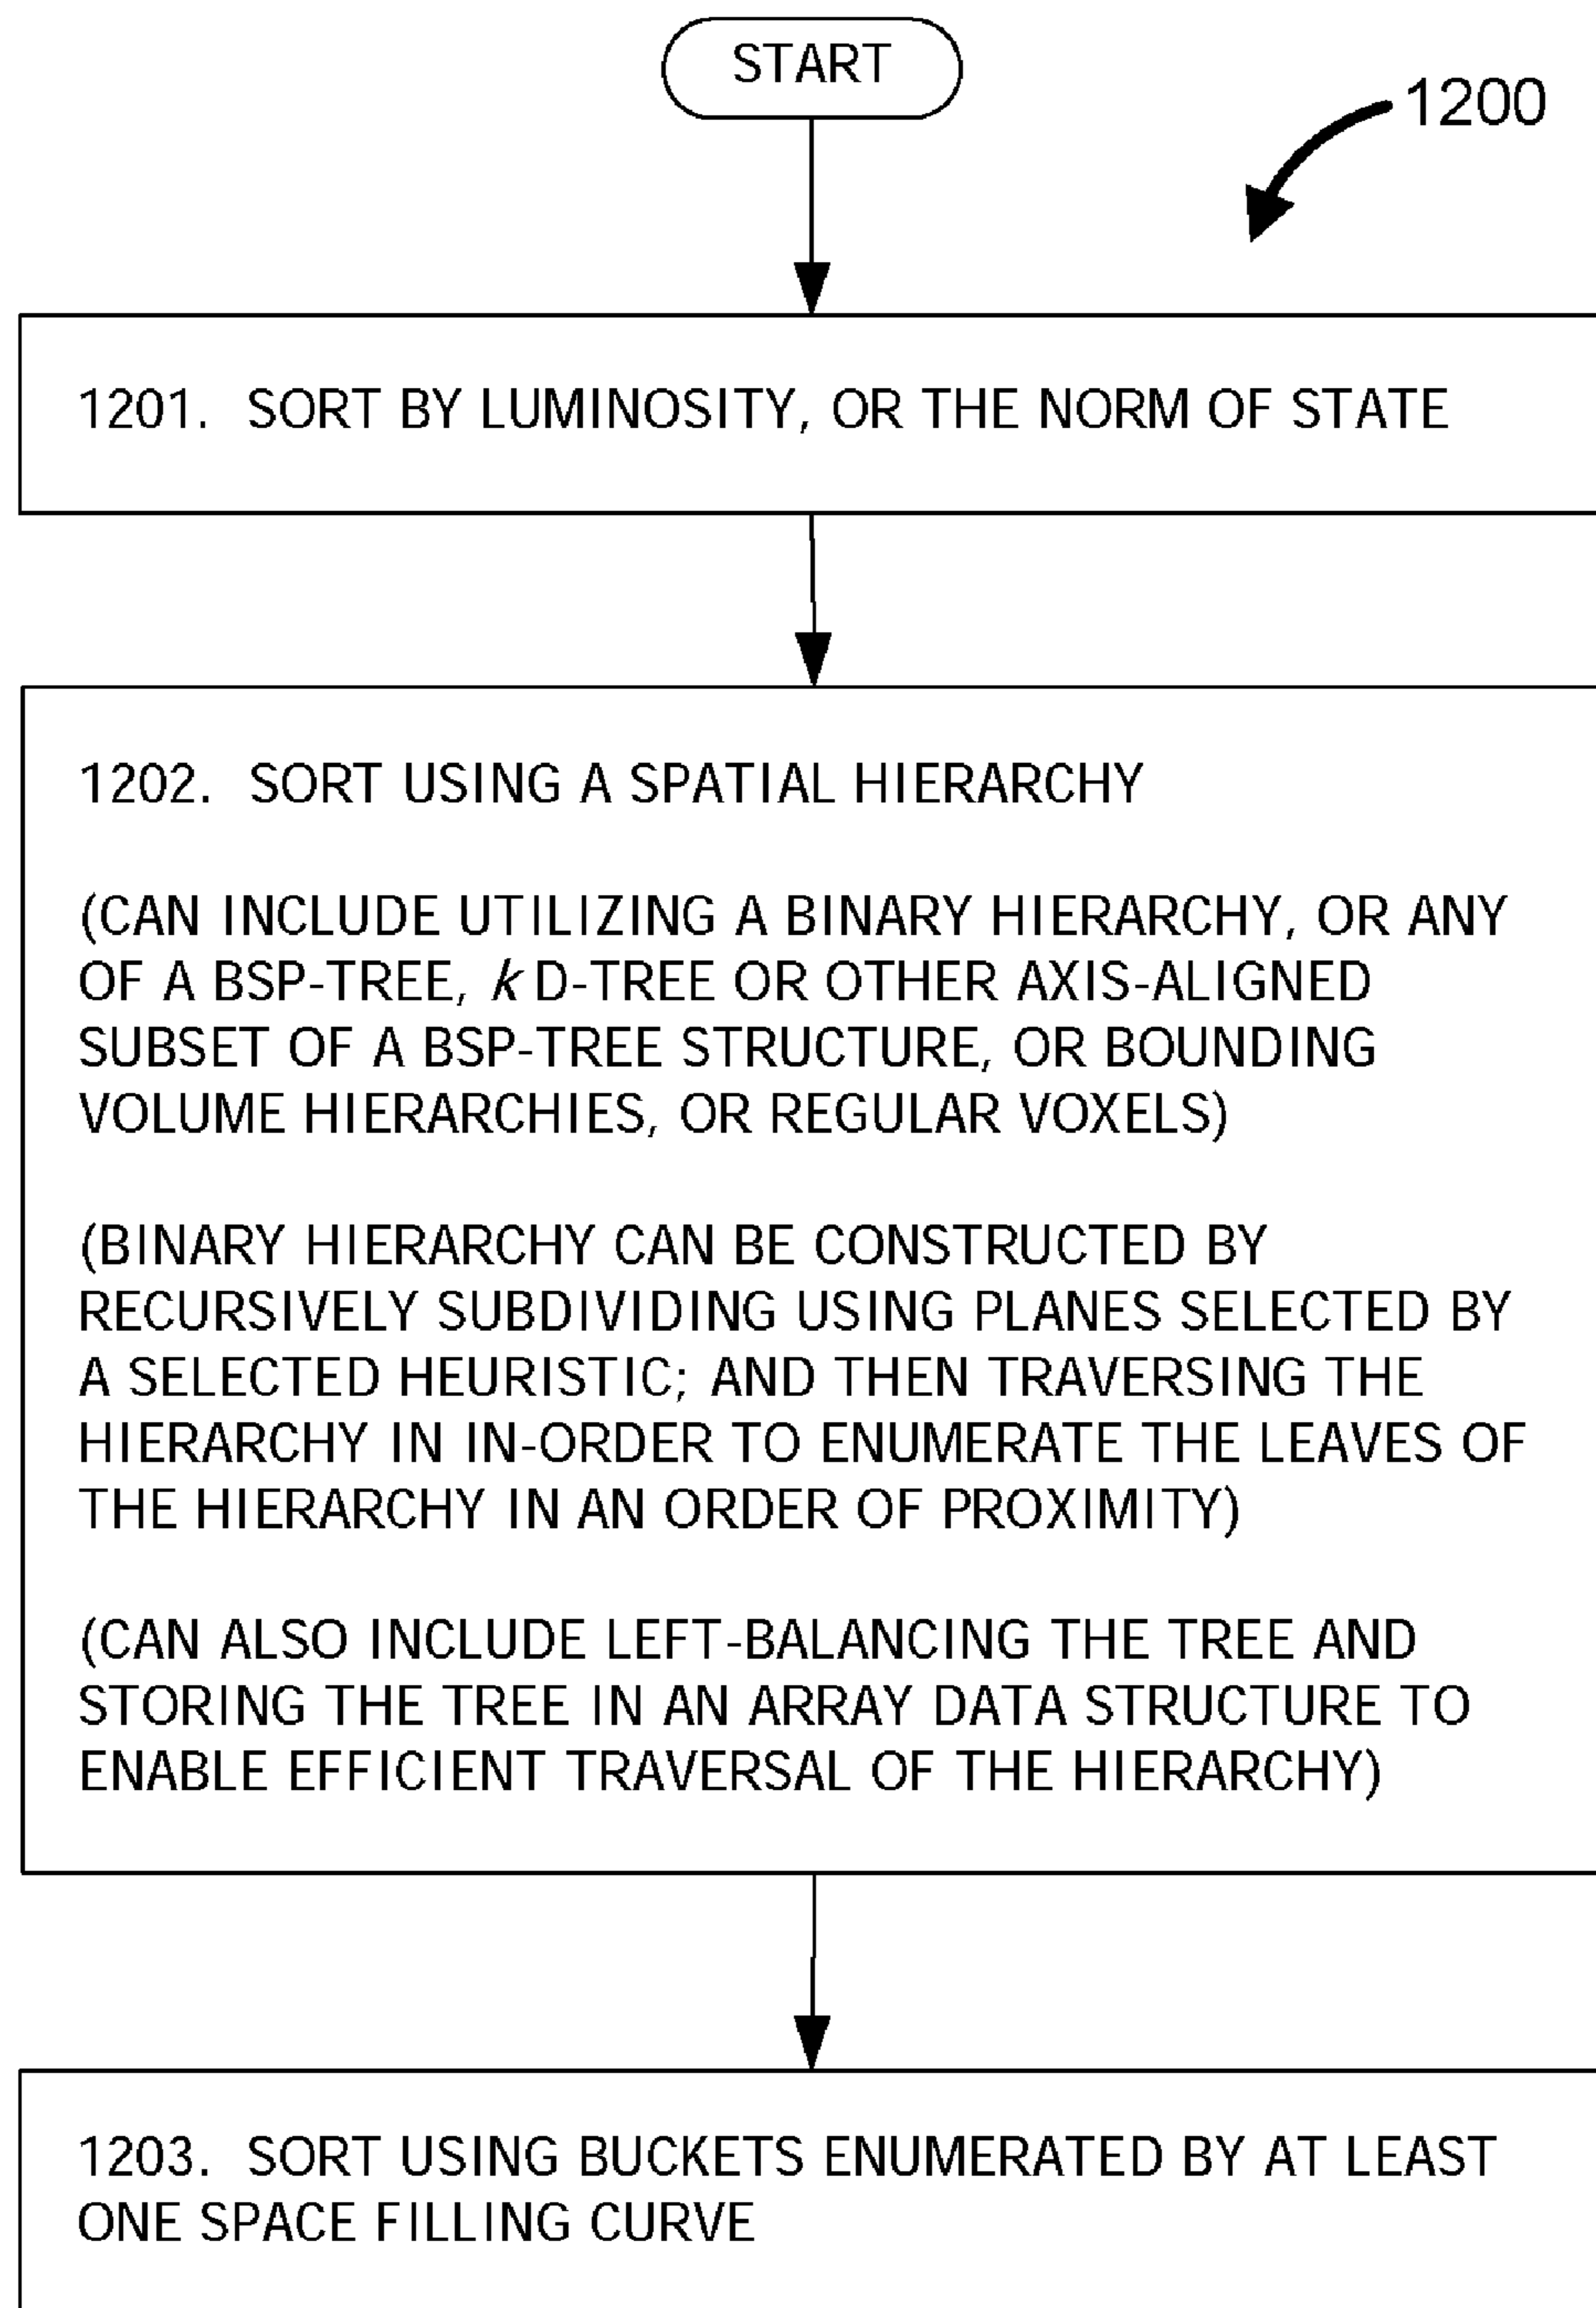 START
1200
1201. SORT BY LUMINOSITY, OR THE NORM OF STATE
1202. SORT USING A SPATIAL HIERARCHY
(CAN INCLUDE UTILIZING A BINARY HIERARCHY, OR ANY
OF A BSP-TREE, k D-TREE OR OTHER AXIS-ALIGNED
SUBSET OF A BSP-TREE STRUCTURE, OR BOUNDING
VOLUME HIERARCHIES, OR REGULAR VOXELS)
(BINARY HIERARCHY CAN BE CONSTRUCTED BY
RECURSIVELY SUBDIVIDING USING PLANES SELECTED BY
A SELECTED HEURISTIC; AND THEN TRAVERSING THE
HIERARCHY IN IN-ORDER TO ENUMERATE THE LEAVES OF
THE HIERARCHY IN AN ORDER OF PROXIMITY)
(CAN ALSO INCLUDE LEFT-BALANCING THE TREE AND
STORING THE TREE IN AN ARRAY DATA STRUCTURE TO
ENABLE EFFICIENT TRAVERSAL OF THE HIERARCHY)
1203. SORT USING BUCKETS ENUMERATED BY AT LEAST
ONE SPACE FILLING CURVE